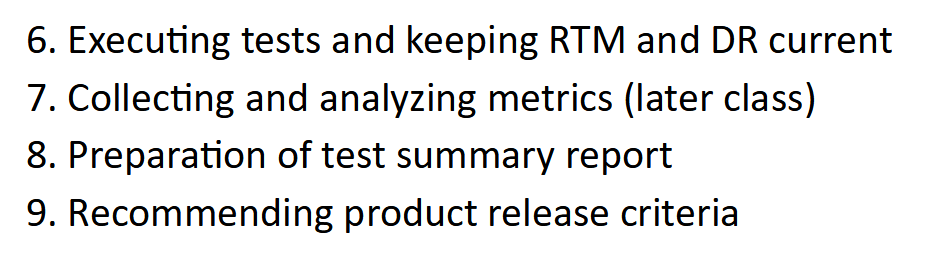 6. Executing tests and keeping RTM and DR current
7. Collecting and analyzing metrics (later class)
8. Preparation of test summary report
9. Recommending product release criteria